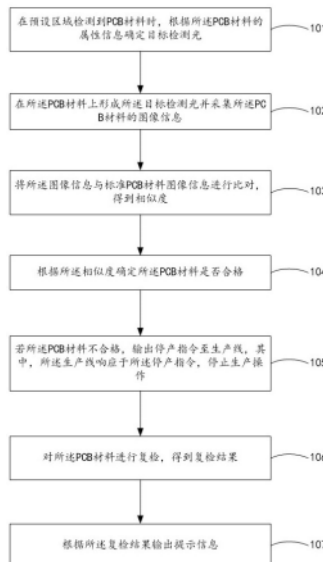 在预设区域检测到PCB材料时，根据所述PCB材料的
属性信息确定目标检测光
101
在所述PCB材料上形成所述目标检测光并采集所述PC
B材料的图像信息
102
将所述图像信息与标准PCB材料图像信息进行比对，
得到相似度
103
根据所述相似度确定所述PCB材料是否合格
104
若所述PCB材料不合格，输出停产指令至生产线，其
中，所述生产线响应于所述停产指令，停止生产操
作
105
对所述PCB材料进行复检，得到复检结果
106
根据所述复检结果输出提示信息
107